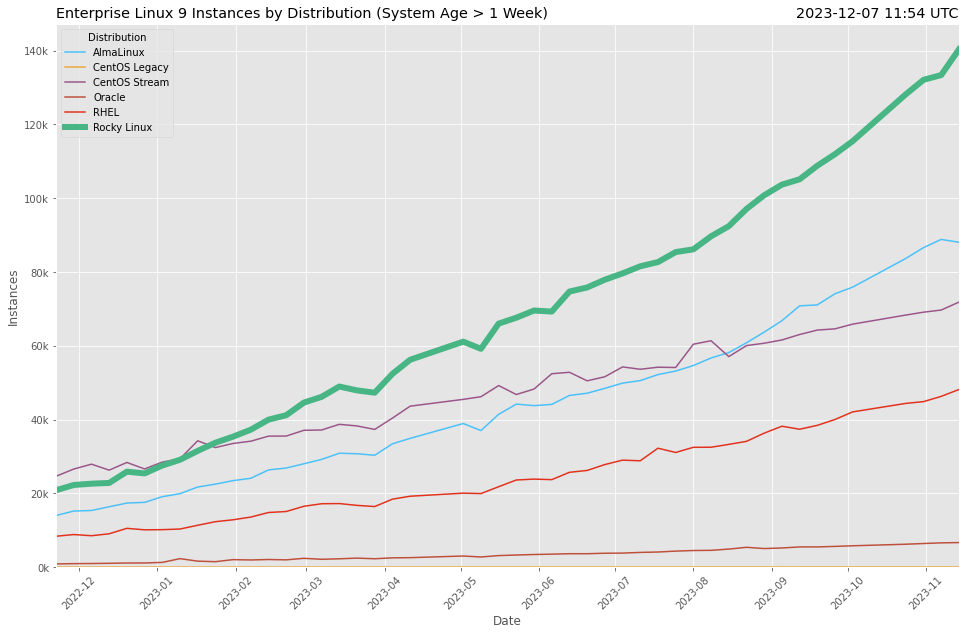 Enterprise Linux 9 Instances by Distribution (System Age > 1 Week)
2023-12-07 11:54 UTC
Distribution
AlmaLinux
CentOS Legacy
CentOS Stream
Oracle
RHEL
Rocky Linux
140k
120k
100k
80k
60k
40k
20k
0k
Instances
2022-12
2023-01
2023-02
2023-03
2023-04
2023-05
2023-06
2023-07
2023-08
2023-09
2023-10
2023-11
Date